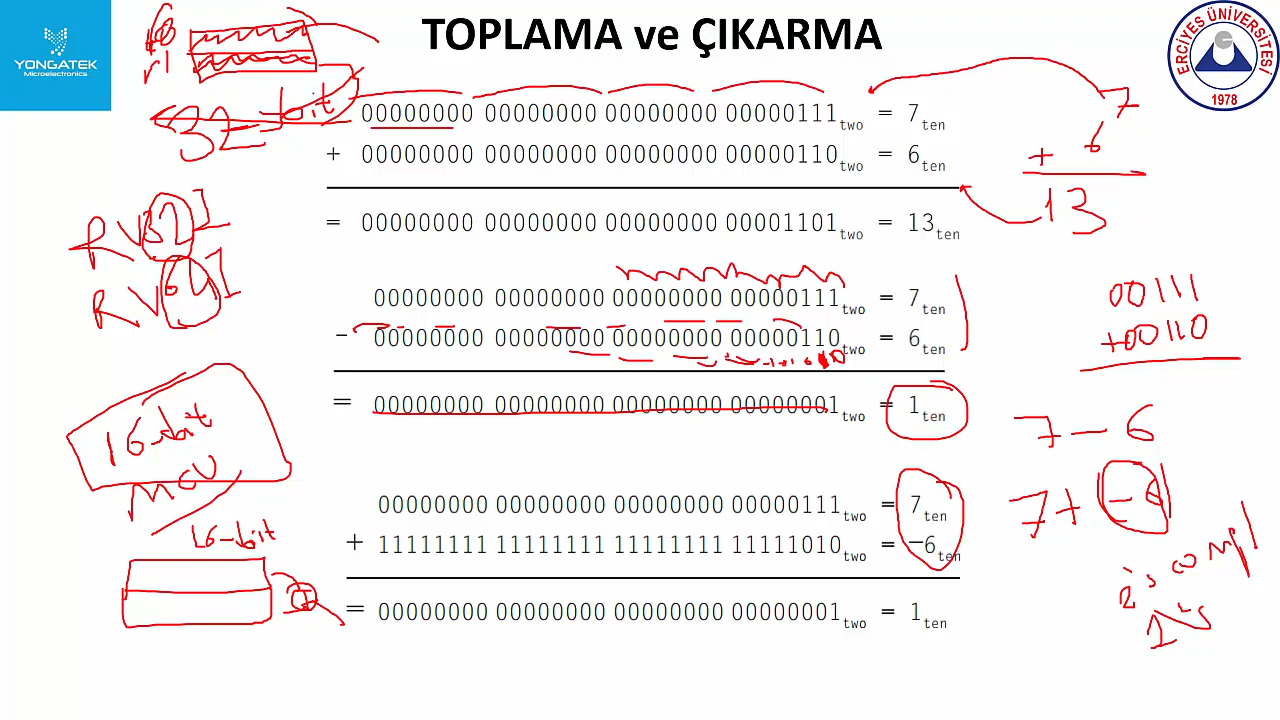 TOPLAMA ve ÇIKARMA
YONGATEK
Microelectronics
ERCİYES ÜNİVERSİTESİ
1978
32-bit
00000000 00000000 00000000 00000111two = 7ten
+ 00000000 00000000 00000000 00000110two = 6ten
= 00000000 00000000 00000000 00001101two = 13ten
7
+ 6
13
RV32I
RV64I
00000000 00000000 00000000 00000111two = 7ten
- 00000000 00000000 00000000 00000110two = 6ten
= 00000000 00000000 00000000 00000001two = 1ten
00111
+00110
7-6
7+ -6
2's compl
1's
16-bit
MCU
16-bit
00000000 00000000 00000000 00000111two = 7ten
+ 11111111 11111111 11111111 11111010two = -6ten
= 00000000 00000000 00000000 00000001two = 1ten